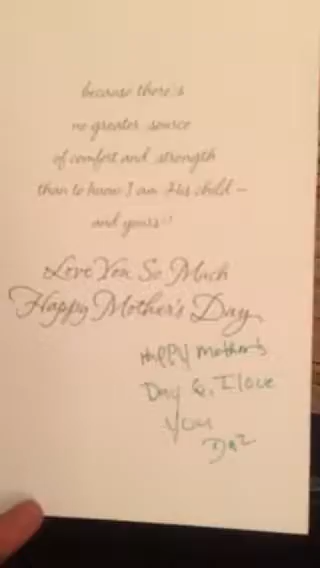 because there's
no greater source
of comfort and strength
than to know I am His child –
and yours!
Love You So Much
Happy Mother's Day
Happy Mother's
Day &, I love
you